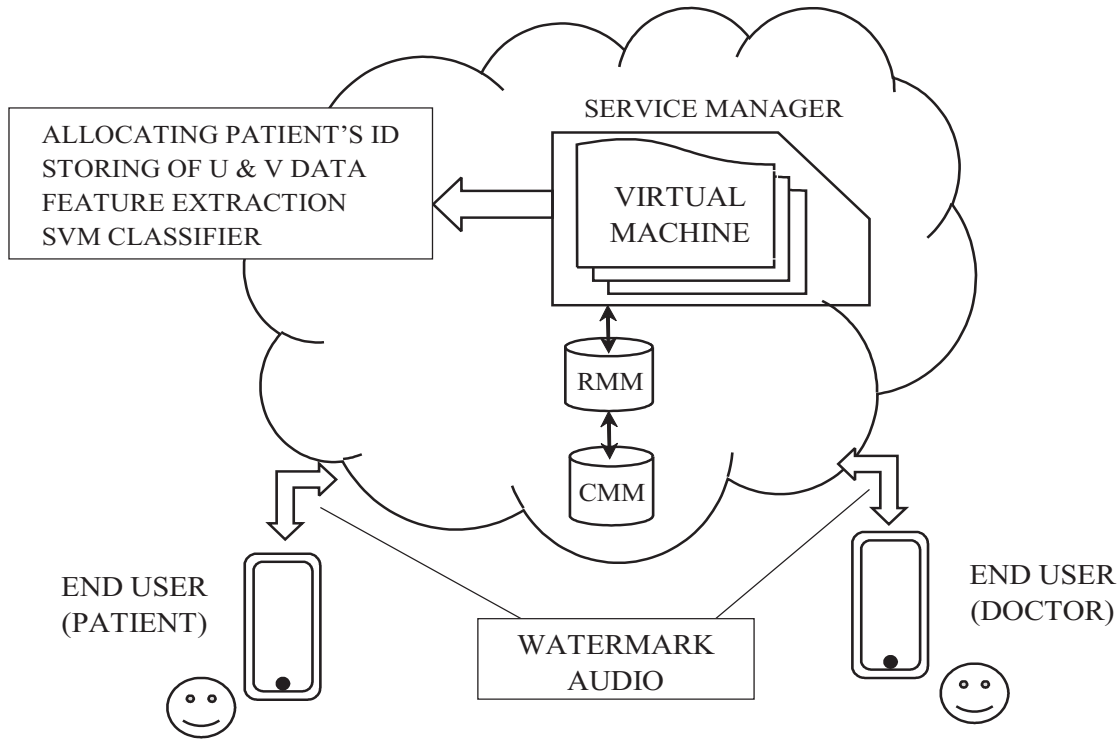 SERVICE MANAGER
ALLOCATING PATIENT'S ID
STORING OF U & V DATA
FEATURE EXTRACTION
SVM CLASSIFIER
VIRTUAL
MACHINE
RMM
CMM
END USER
(PATIENT)
END USER
(DOCTOR)
WATERMARK
AUDIO